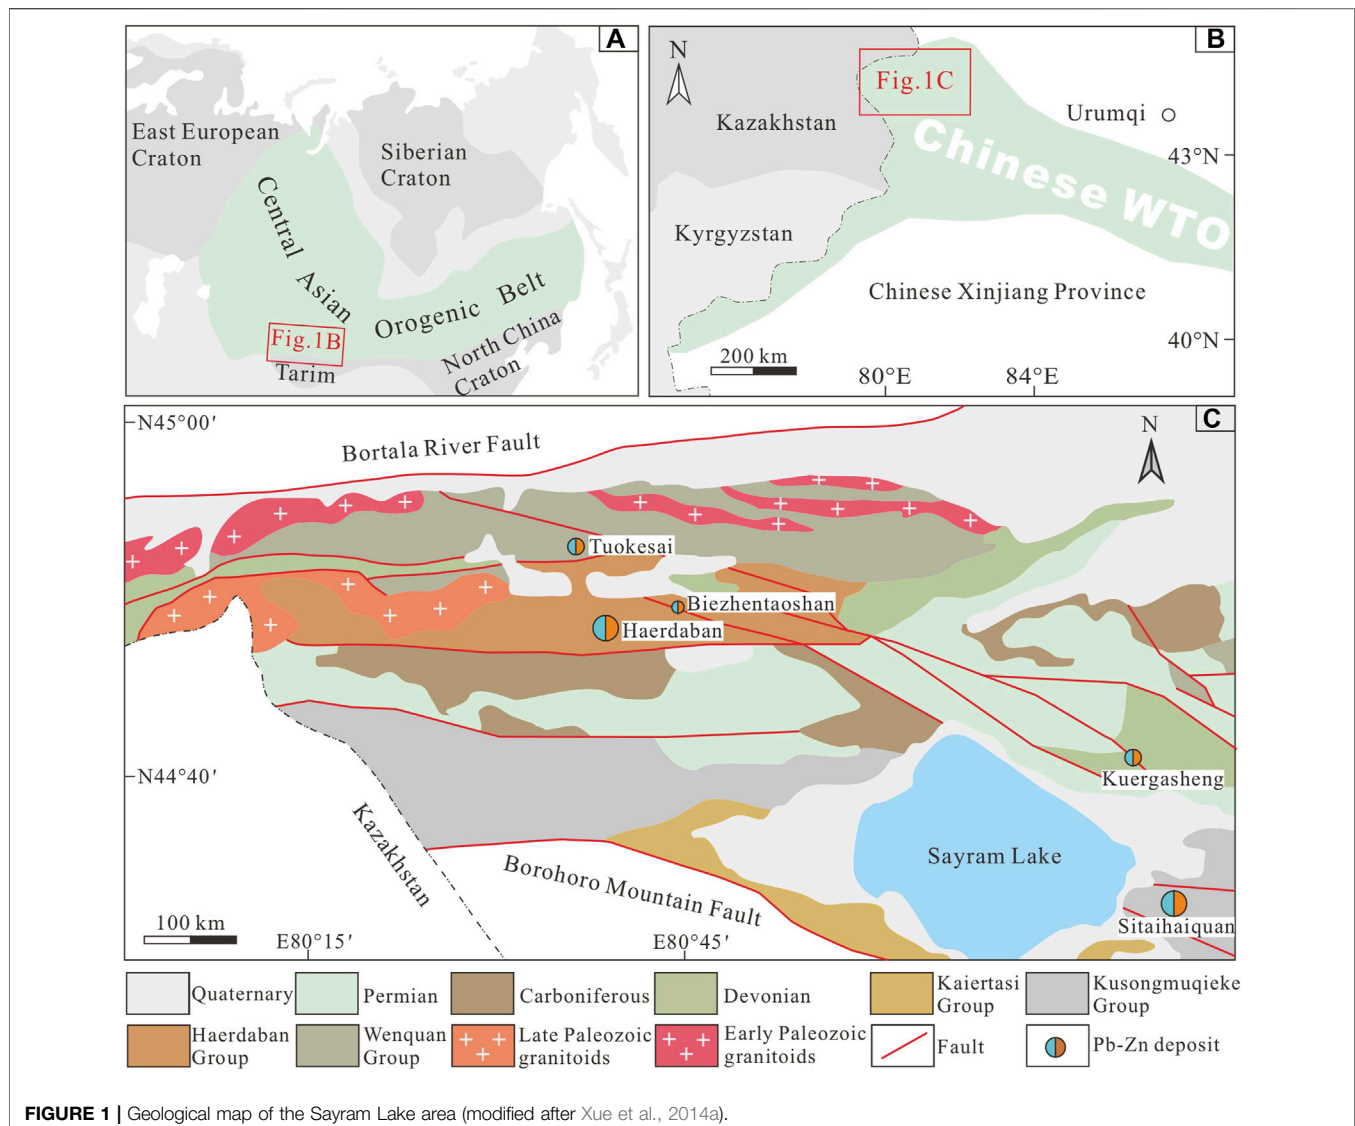 A
East European
Craton
Siberian
Craton
Central Asian Orogenic Belt
Fig.1B
Tarim
North China
Craton
B
N
Fig.1C
Kazakhstan
Urumqi
43°N
Chinese WTO
Kyrgyzstan
Chinese Xinjiang Province
200 km
40°N
80°E
84°E
C
N45°00′
Bortala River Fault
N
Tuokesai
Biezhentaoshan
Haerdaban
N44°40′
Kuergasheng
Kazakhstan
Sayram Lake
Borohoro Mountain Fault
Sitaihaiquan
100 km
E80°15′
E80°45′
Quaternary
Permian
Carboniferous
Devonian
Kaiertasi
Group
Kusongmuqieke
Group
Haerdaban
Group
Wenquan
Group
Late Paleozoic
granitoids
Early Paleozoic
granitoids
Fault
Pb-Zn deposit
FIGURE 1 | Geological map of the Sayram Lake area (modified after Xue et al., 2014a).